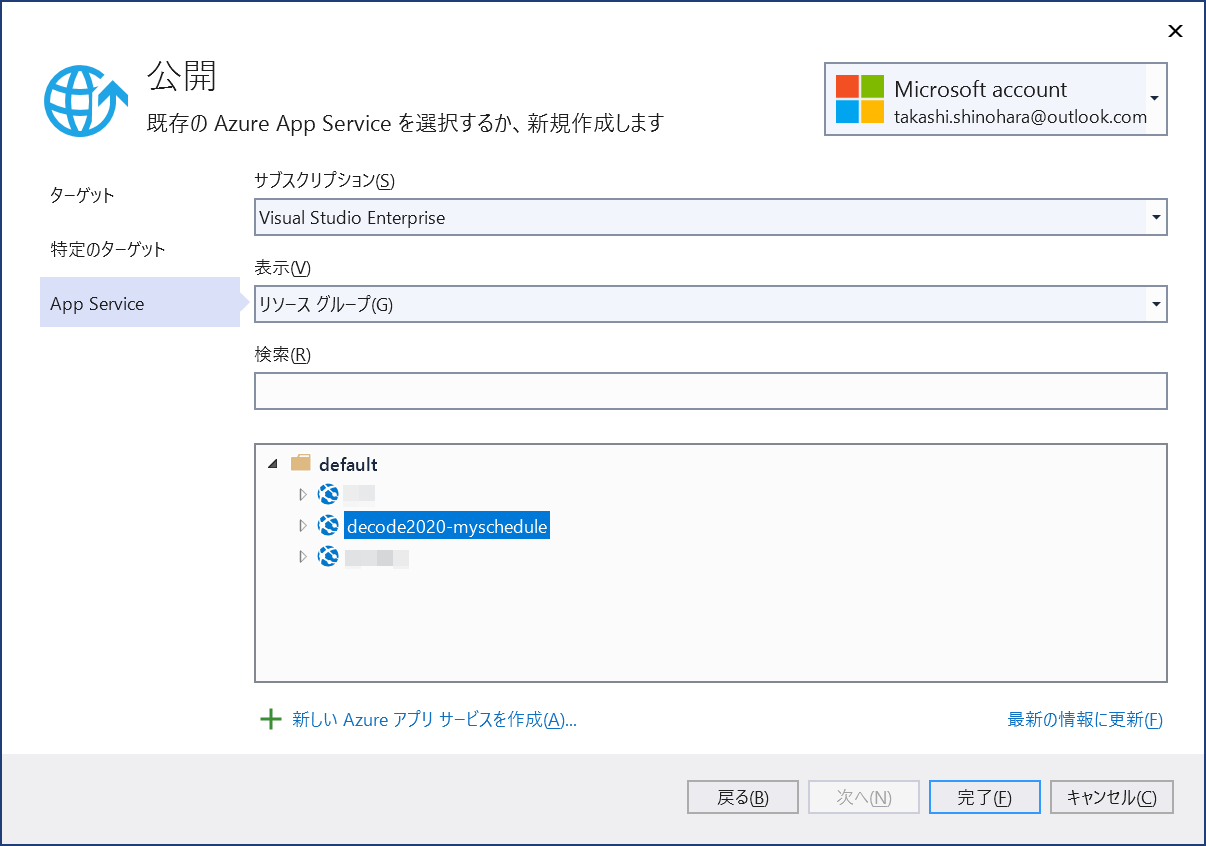 公開
既存の Azure App Service を選択するか、新規作成します
Microsoft account
takashi.shinohara@outlook.com
ターゲット
特定のターゲット
App Service
サブスクリプション(S)
Visual Studio Enterprise
表示(V)
リソース グループ(G)
検索(R)
default
decode2020-myschedule
新しい Azure アプリ サービスを作成(A)...
最新の情報に更新(F)
戻る(B)
次へ(N)
完了(F)
キャンセル(C)